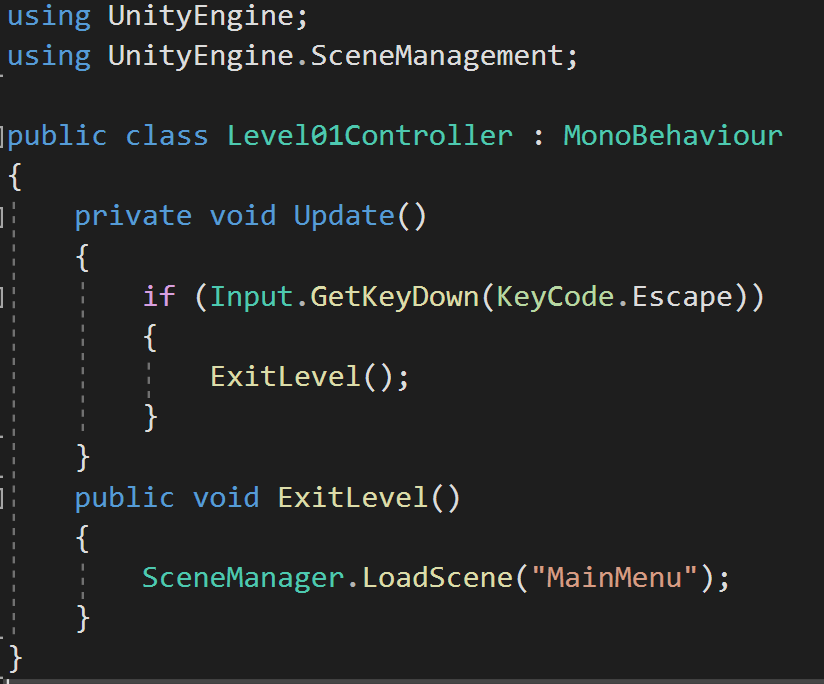 using UnityEngine;
using UnityEngine.SceneManagement;
public class Level01Controller : MonoBehaviour
{
    private void Update()
    {
        if (Input.GetKeyDown(KeyCode.Escape))
        {
            ExitLevel();
        }
    }
    public void ExitLevel()
    {
        SceneManager.LoadScene("MainMenu");
    }
}